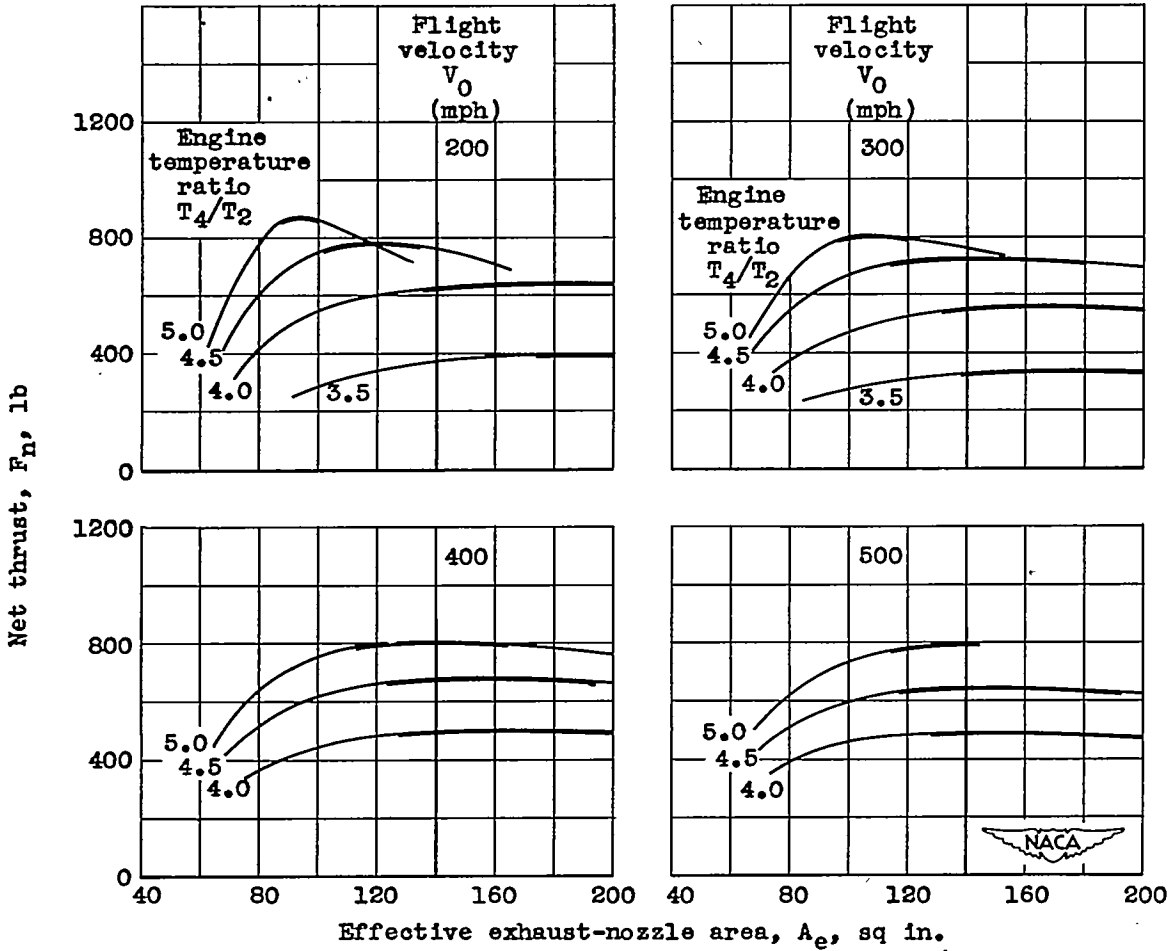 Flight
velocity
V0
(mph)
200
Engine
temperature
ratio
T4/T2
5.0
4.5
4.0
3.5
Flight
velocity
V0
(mph)
300
Engine
temperature
ratio
T4/T2
5.0
4.5
4.0
3.5
1200
800
400
0
Net thrust, Fn, lb
400
5.0
4.5
4.0
500
5.0
4.5
4.0
NACA
1200
800
400
0
40 80 120 160 200
40 80 120 160 200
Effective exhaust-nozzle area, Ae, sq in.